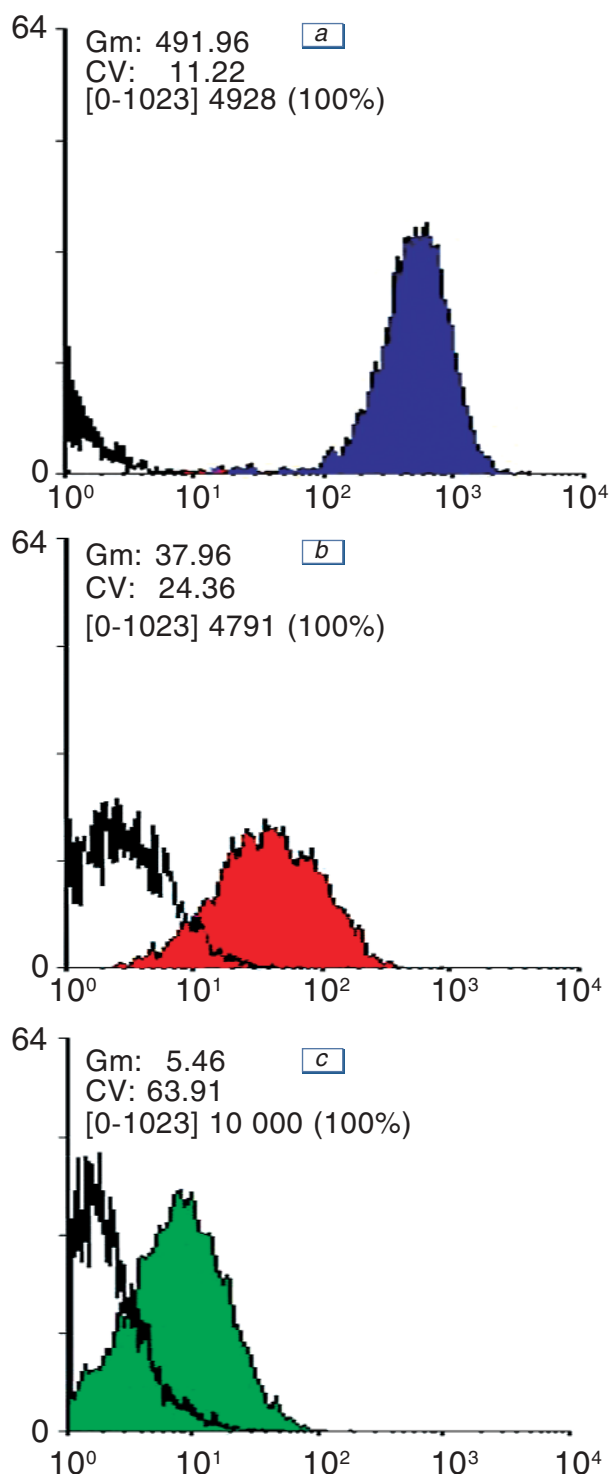 64
Gm: 491.96 a
CV: 11.22
[0-1023] 4928 (100%)
0
10⁰ 10¹ 10² 10³ 10⁴
64
Gm: 37.96 b
CV: 24.36
[0-1023] 4791 (100%)
0
10⁰ 10¹ 10² 10³ 10⁴
64
Gm: 5.46 c
CV: 63.91
[0-1023] 10 000 (100%)
0
10⁰ 10¹ 10² 10³ 10⁴